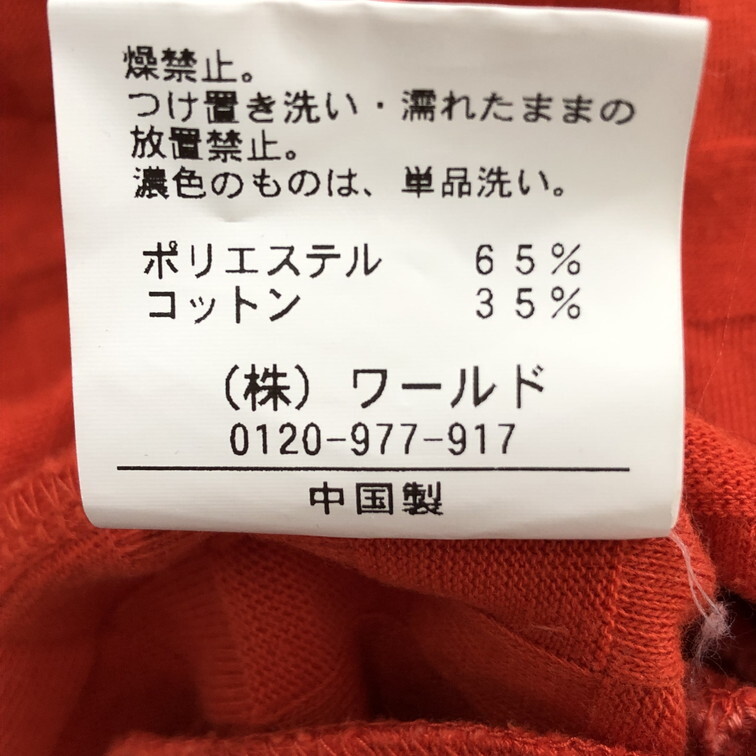 燥禁止。
つけ置き洗い・濡れたままの
放置禁止。
濃色のものは、単品洗い。
ポリエステル　６５％
コットン　３５％
（株）ワールド
0120-977-917
中国製